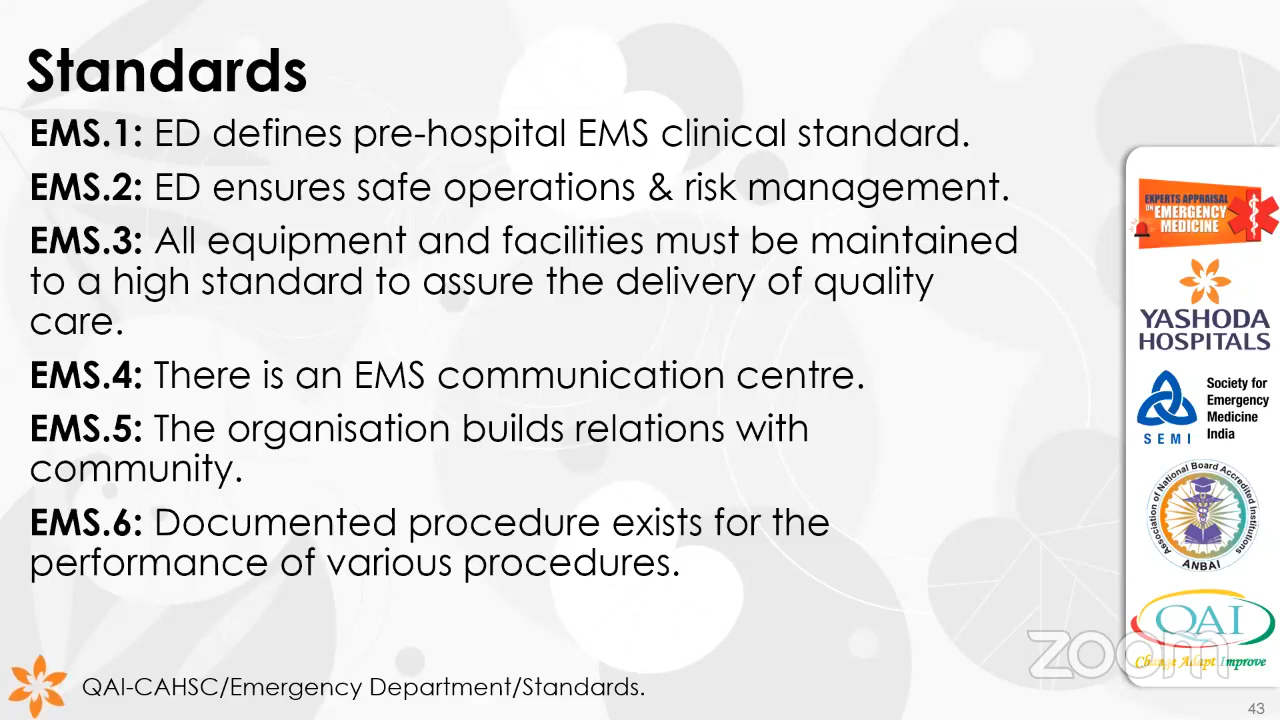 Standards
EMS.1: ED defines pre-hospital EMS clinical standard.
EMS.2: ED ensures safe operations & risk management.
EMS.3: All equipment and facilities must be maintained
to a high standard to assure the delivery of quality
care.
EMS.4: There is an EMS communication centre.
EMS.5: The organisation builds relations with
community.
EMS.6: Documented procedure exists for the
performance of various procedures.
QAI-CAHSC/Emergency Department/Standards.
EXPERTS APPRAISAL
ON EMERGENCY
MEDICINE
YASHODA
HOSPITALS
SEMI
Society for
Emergency
Medicine
India
Association of National Board Accredited Institutions
ANBAI
QAI
Change Adapt Improve
zoom
43